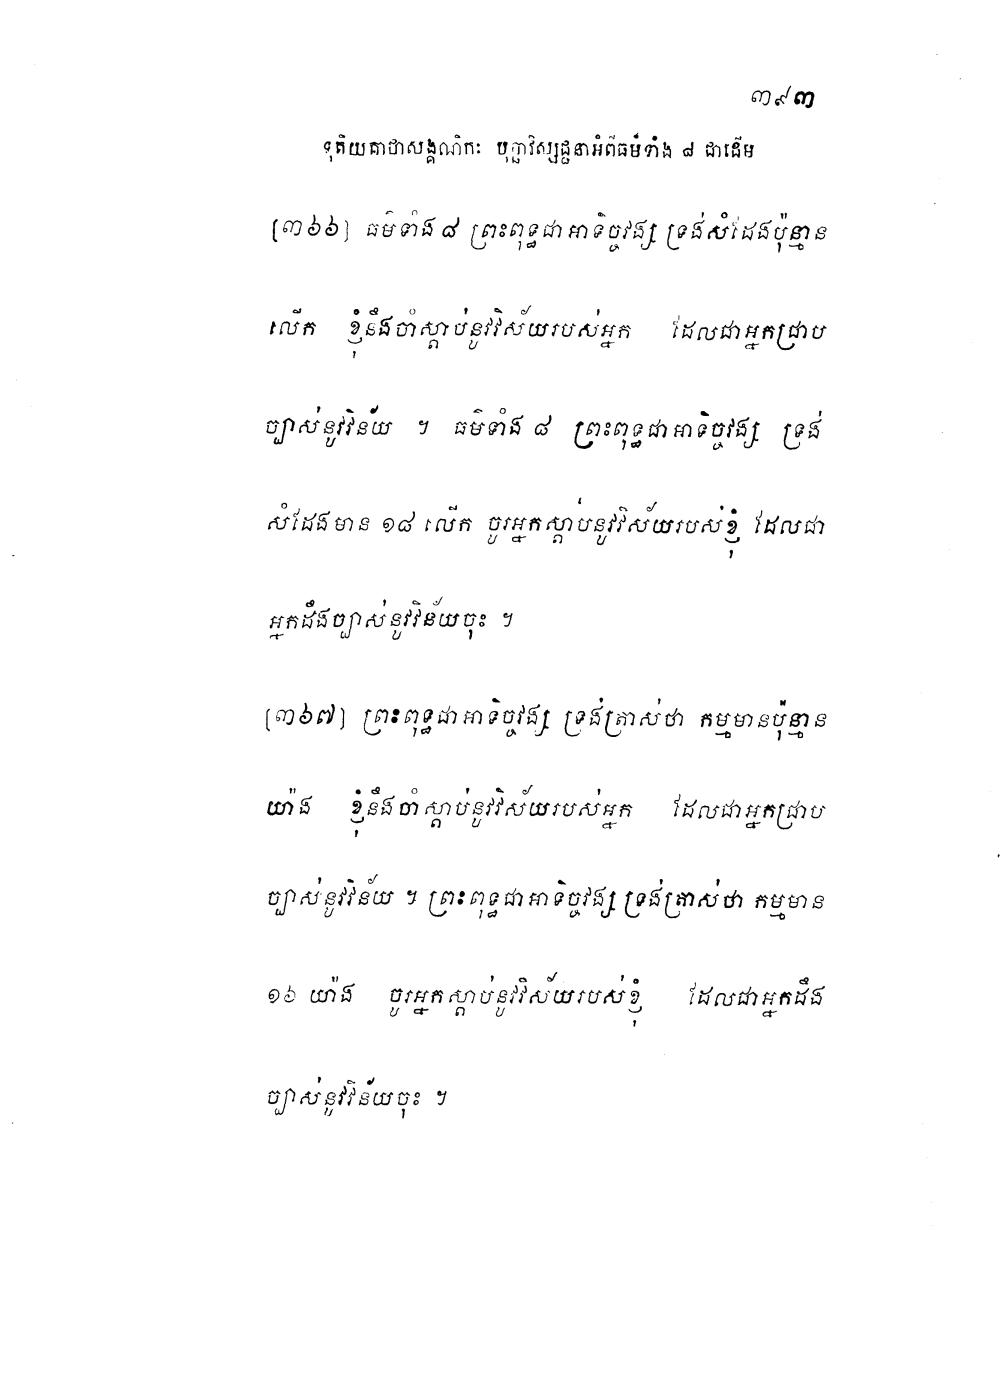 ៣៩៣
ទុតិយគាថាសង្គណិកៈ បុច្ឆាវិស្សជ្ជនាអំពីធម៌ទាំង ៨ ជាដើម
[៣៦៦] ធម៌ទាំង ៨ ព្រះពុទ្ធជាអាទិច្ចវង្ស ទ្រង់សំដែងប៉ុន្មាន
លើក ខ្ញុំនឹងចាំស្តាប់នូវវិស័យរបស់អ្នក ដែលជាអ្នកជ្រាប
ច្បាស់នូវវិន័យ ។ ធម៌ទាំង ៨ ព្រះពុទ្ធជាអាទិច្ចវង្ស ទ្រង់
សំដែងមាន ១៨ លើក ចូរអ្នកស្តាប់នូវវិស័យរបស់ខ្ញុំ ដែលជា
អ្នកដឹងច្បាស់នូវវិន័យចុះ ។
[៣៦៧] ព្រះពុទ្ធជាអាទិច្ចវង្ស ទ្រង់ត្រាស់ថា កម្មមានប៉ុន្មាន
យ៉ាង ខ្ញុំនឹងចាំស្តាប់នូវវិស័យរបស់អ្នក ដែលជាអ្នកជ្រាប
ច្បាស់នូវវិន័យ ។ ព្រះពុទ្ធជាអាទិច្ចវង្ស ទ្រង់ត្រាស់ថា កម្មមាន
១៦ យ៉ាង ចូរអ្នកស្តាប់នូវវិស័យរបស់ខ្ញុំ ដែលជាអ្នកដឹង
ច្បាស់នូវវិន័យចុះ ។